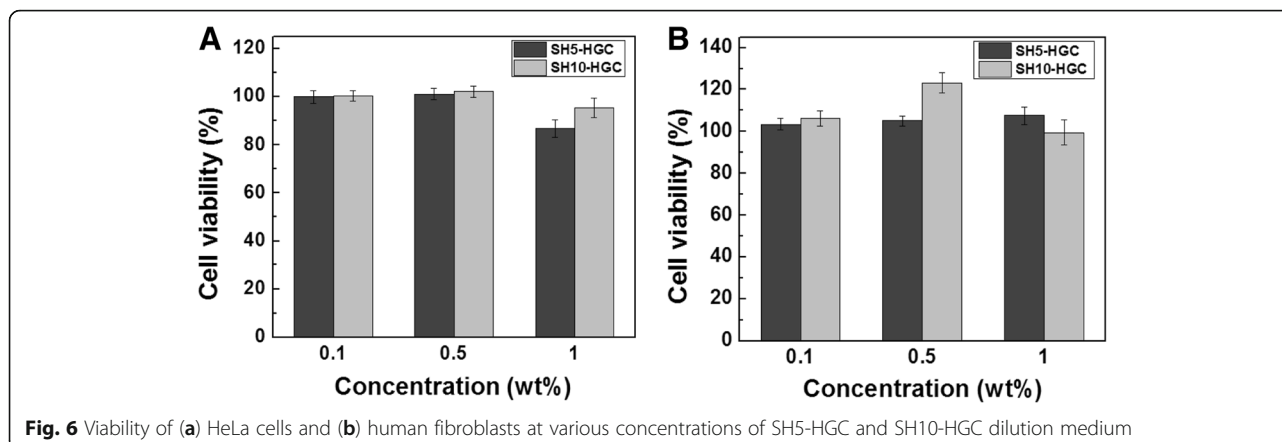 A
SH5-HGC
SH10-HGC
Cell viability (%)
120
100
80
60
40
20
0
0.1 0.5 1
Concentration (wt%)
B
SH5-HGC
SH10-HGC
Cell viability (%)
140
120
100
80
60
40
20
0
0.1 0.5 1
Concentration (wt%)
Fig. 6 Viability of (a) HeLa cells and (b) human fibroblasts at various concentrations of SH5-HGC and SH10-HGC dilution medium